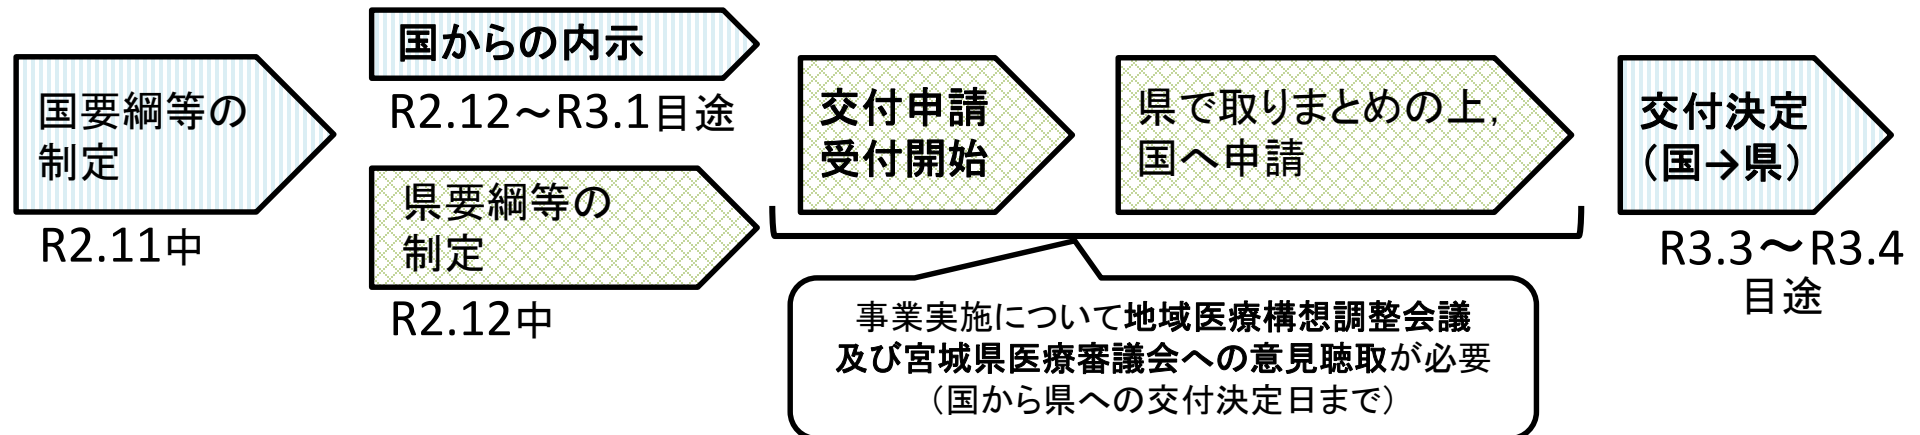 国要綱等の
制定
R2.11中
国からの内示
R2.12～R3.1目途
県要綱等の
制定
R2.12中
交付申請
受付開始
県で取りまとめの上,
国へ申請
事業実施について地域医療構想調整会議
及び宮城県医療審議会への意見聴取が必要
（国から県への交付決定日まで）
交付決定
（国→県）
R3.3～R3.4
目途